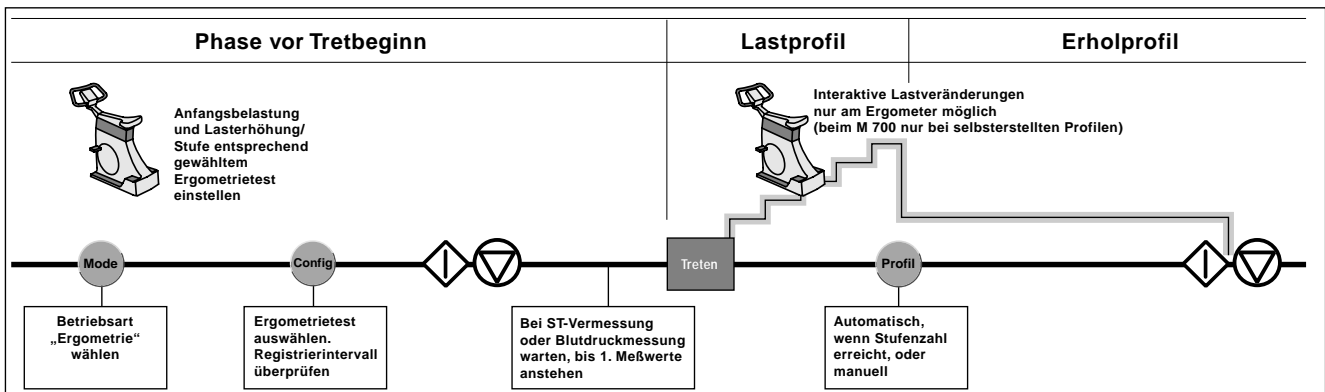 Phase vor Tretbeginn
Lastprofil
Erholprofil
Anfangsbelastung
und Lasterhöhung/
Stufe entsprechend
gewähltem
Ergometrietest
einstellen
Interaktive Lastveränderungen
nur am Ergometer möglich
(beim M 700 nur bei selbsterstellten Profilen)
Mode
Config
Treten
Profil
Betriebsart
„Ergometrie“
wählen
Ergometrietest
auswählen.
Registrierintervall
überprüfen
Bei ST-Vermessung
oder Blutdruckmessung
warten, bis 1. Meßwerte
anstehen
Automatisch,
wenn Stufenzahl
erreicht, oder
manuell